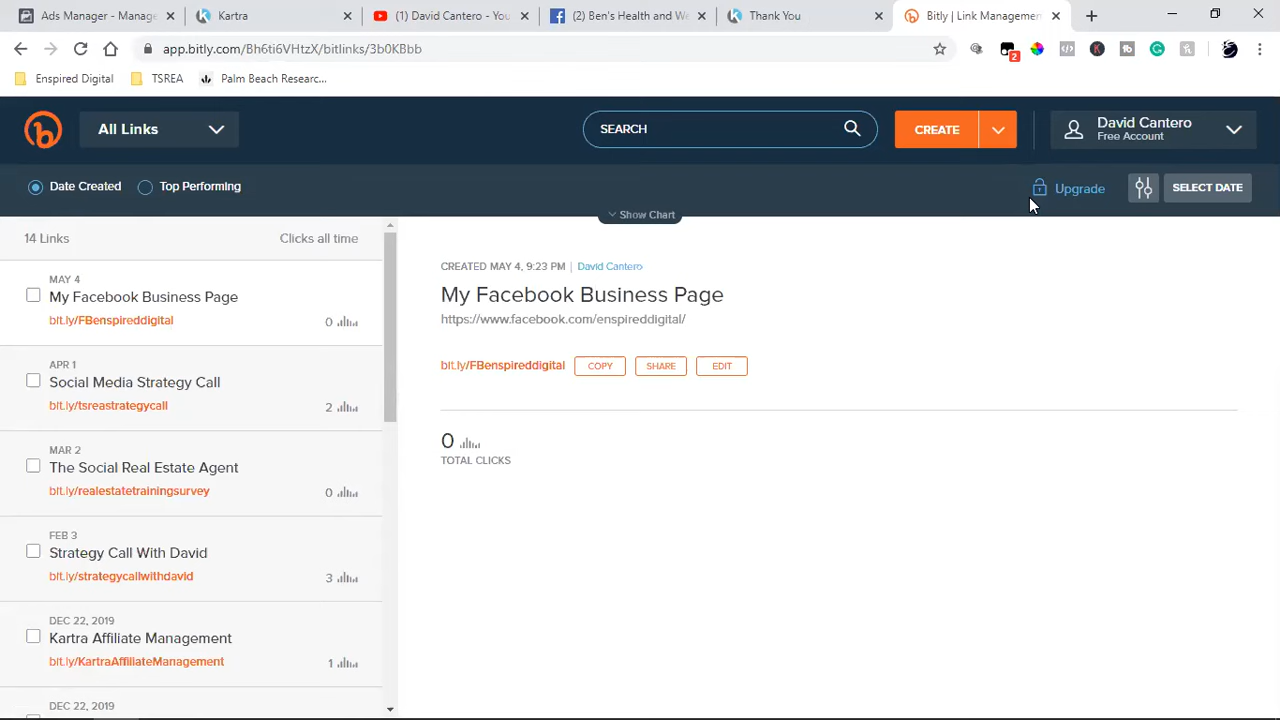 Ads Manager - Manage
Kartra
(1) David Cantero - You
(2) Ben's Health and We
Thank You
Bitly | Link Managemen
app.bitly.com/Bh6ti6VHtzX/bitlinks/3b0KBbb
2
Enspired Digital
TSREA
Palm Beach Researc...
All Links
SEARCH
CREATE
David Cantero
Free Account
Date Created
Top Performing
Upgrade
SELECT DATE
Show Chart
14 Links
Clicks all time
MAY 4
My Facebook Business Page
bit.ly/FBenspireddigital
0
APR 1
Social Media Strategy Call
bit.ly/tsreastrategycall
2
MAR 2
The Social Real Estate Agent
bit.ly/realestatetrainingsurvey
0
FEB 3
Strategy Call With David
bit.ly/strategycallwithdavid
3
DEC 22, 2019
Kartra Affiliate Management
bit.ly/KartraAffiliateManagement
1
DEC 22, 2019
CREATED MAY 4, 9:23 PM | David Cantero
My Facebook Business Page
https://www.facebook.com/enspireddigital/
bit.ly/FBenspireddigital
COPY
SHARE
EDIT
0
TOTAL CLICKS